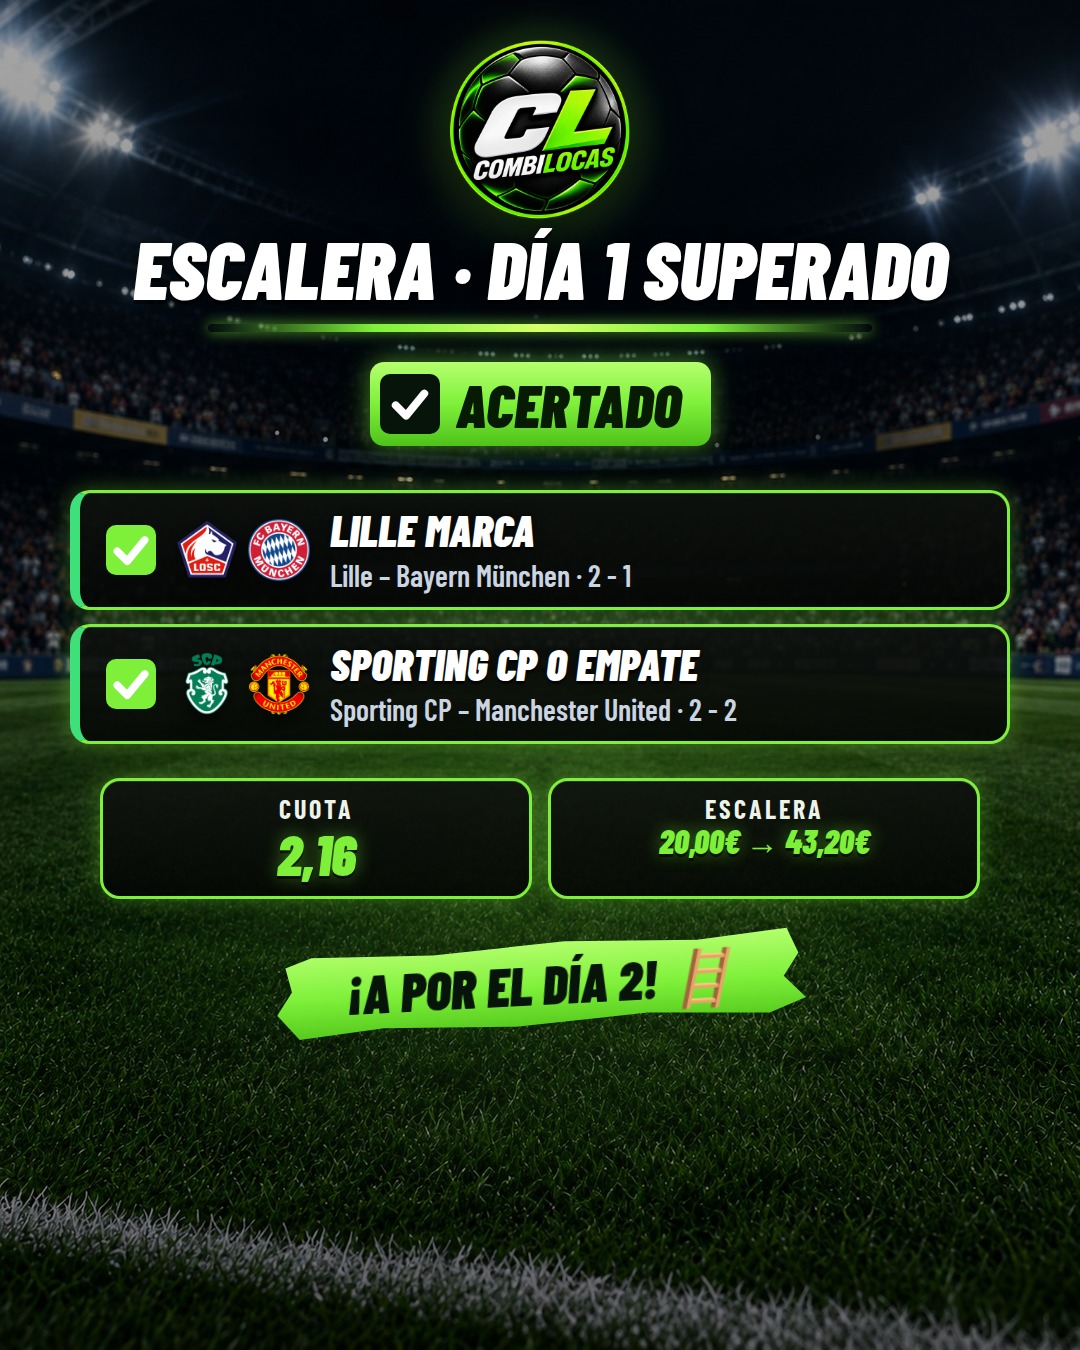 CL
COMBILOCAS
ESCALERA · DÍA 1 SUPERADO
ACERTADO
LOSC
FC BAYERN
MÜNCHEN
LILLE MARCA
Lille – Bayern München · 2 - 1
SCP
MANCHESTER
UNITED
SPORTING CP O EMPATE
Sporting CP – Manchester United · 2 - 2
CUOTA
2,16
ESCALERA
20,00€ → 43,20€
¡A POR EL DÍA 2!